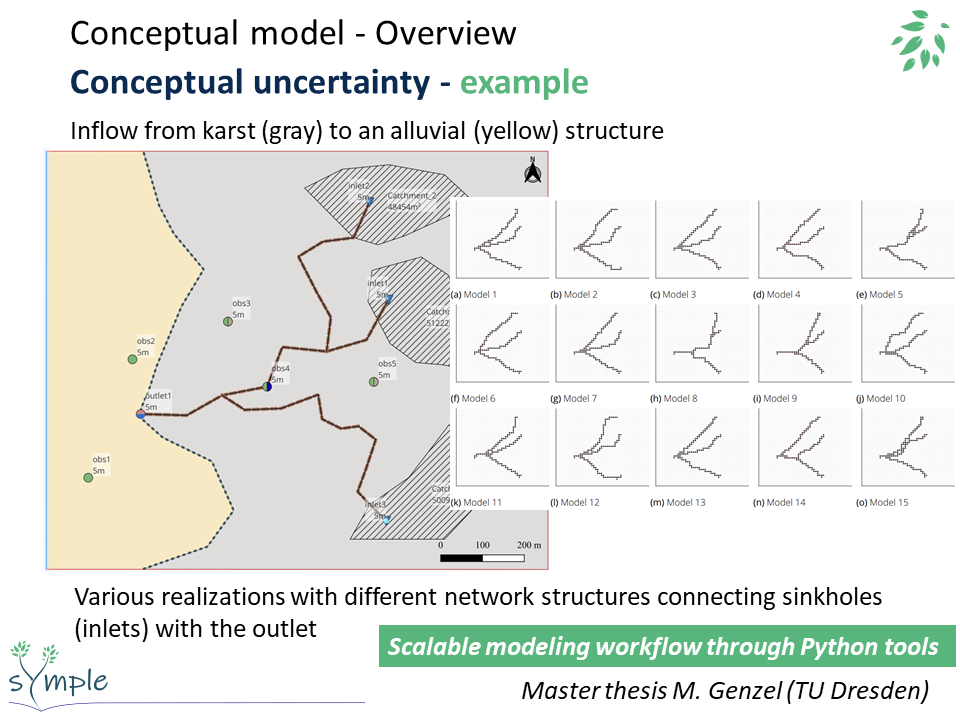 Conceptual model - Overview
Conceptual uncertainty - example
Inflow from karst (gray) to an alluvial (yellow) structure
N
inlet2
5m
Catchment_2
48454m²
inlet1
5m
Catch
51222
obs3
5m
obs2
5m
obs5
5m
obs4
5m
outlet1
5m
obs1
5m
Catc
5009
inlet3
5m
0 100 200 m
(a) Model 1
(b) Model 2
(c) Model 3
(d) Model 4
(e) Model 5
(f) Model 6
(g) Model 7
(h) Model 8
(i) Model 9
(j) Model 10
(k) Model 11
(l) Model 12
(m) Model 13
(n) Model 14
(o) Model 15
Various realizations with different network structures connecting sinkholes
(inlets) with the outlet
Scalable modeling workflow through Python tools
Master thesis M. Genzel (TU Dresden)
sYmple